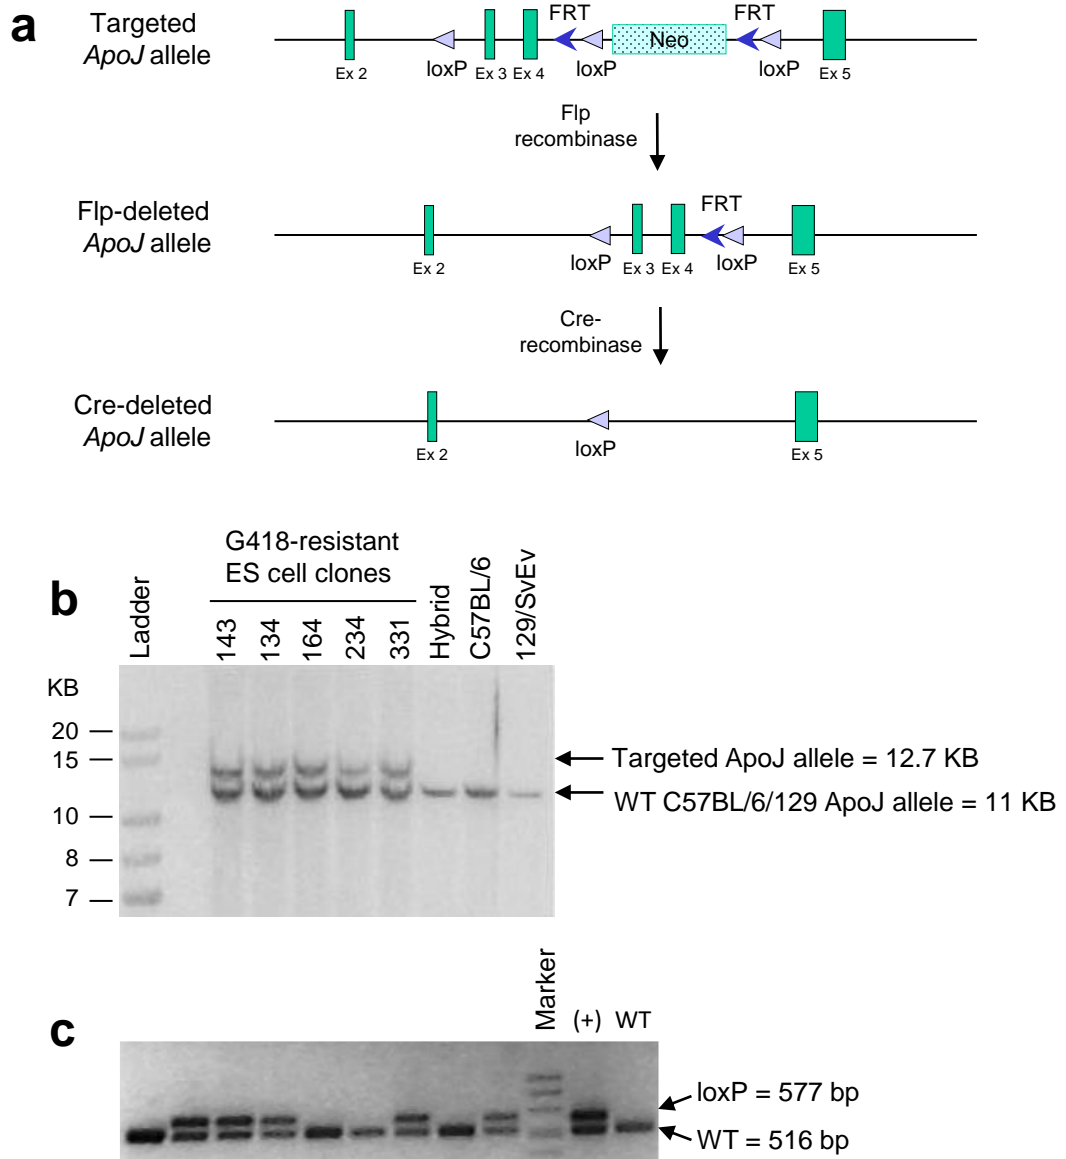 a
Targeted
ApoJ allele
FRT
FRT
Neo
loxP
loxP
loxP
Ex 2
Ex 3
Ex 4
Ex 5
Flp
recombinase
Flp-deleted
ApoJ allele
FRT
loxP
loxP
Ex 2
Ex 3
Ex 4
Ex 5
Cre-
recombinase
Cre-deleted
ApoJ allele
loxP
Ex 2
Ex 5
b
G418-resistant
ES cell clones
Ladder
143
134
164
234
331
Hybrid
C57BL/6
129/SvEv
KB
20
15
10
8
7
Targeted ApoJ allele = 12.7 KB
WT C57BL/6/129 ApoJ allele = 11 KB
c
Marker
(+)
WT
loxP = 577 bp
WT = 516 bp